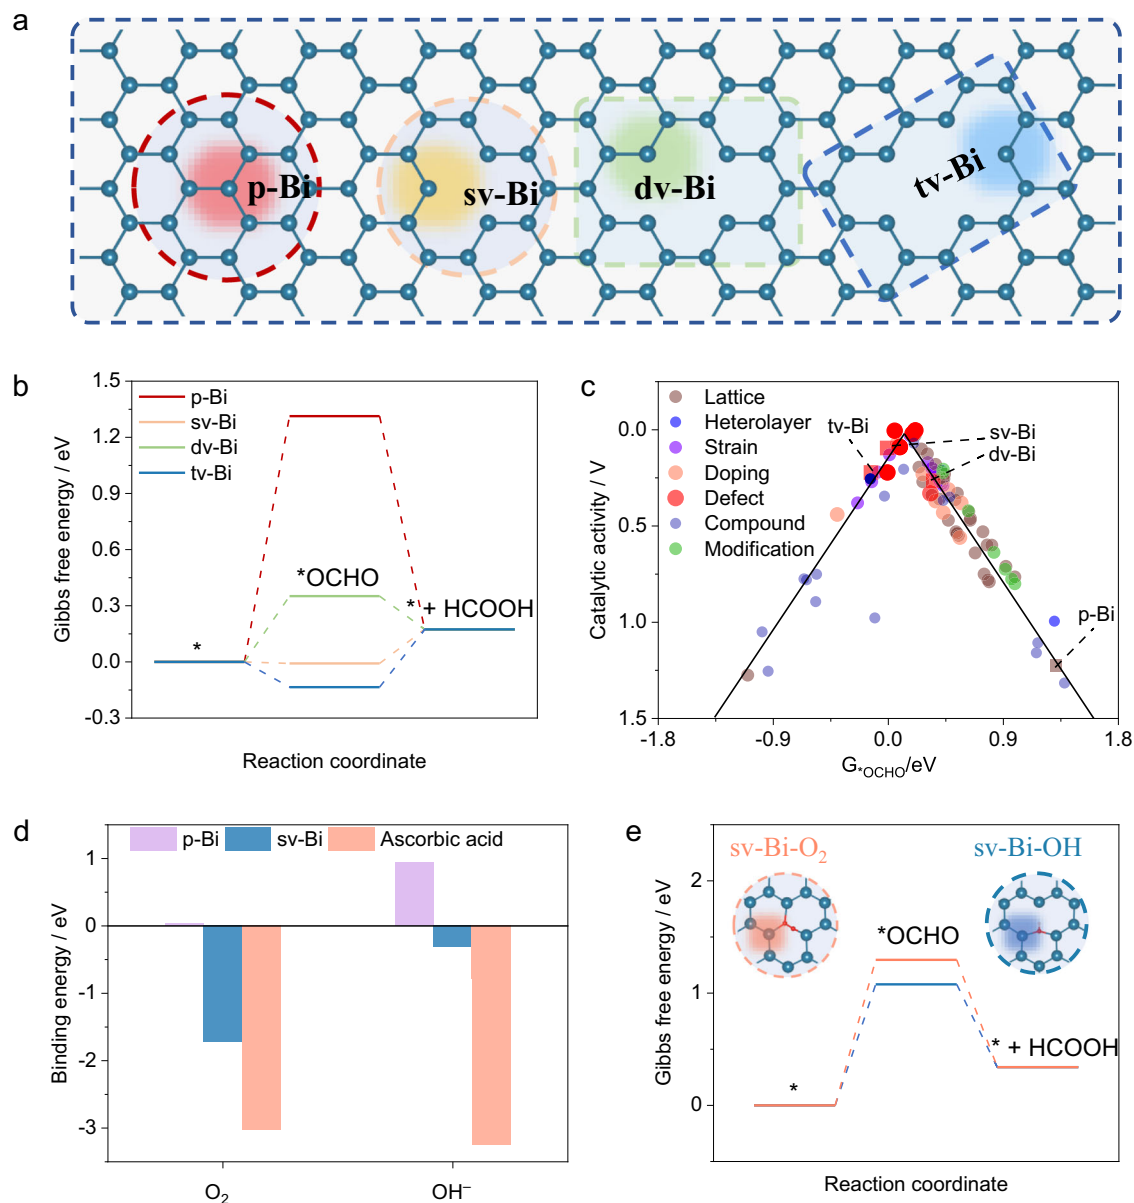 a
p-Bi
sv-Bi
dv-Bi
tv-Bi
b
1.5
1.2
0.9
0.6
0.3
0.0
-0.3
Gibbs free energy / eV
p-Bi
sv-Bi
dv-Bi
tv-Bi
*
*OCHO
* + HCOOH
Reaction coordinate
c
0.0
0.5
1.0
1.5
Catalytic activity / V
Lattice
Heterolayer
Strain
Doping
Defect
Compound
Modification
tv-Bi
sv-Bi
dv-Bi
p-Bi
-1.8 -0.9 0.0 0.9 1.8
G*OCHO/eV
d
1
0
-1
-2
-3
Binding energy / eV
p-Bi sv-Bi Ascorbic acid
O₂ OH⁻
e
2
1
0
Gibbs free energy / eV
sv-Bi-O₂
sv-Bi-OH
*OCHO
* + HCOOH
*
Reaction coordinate